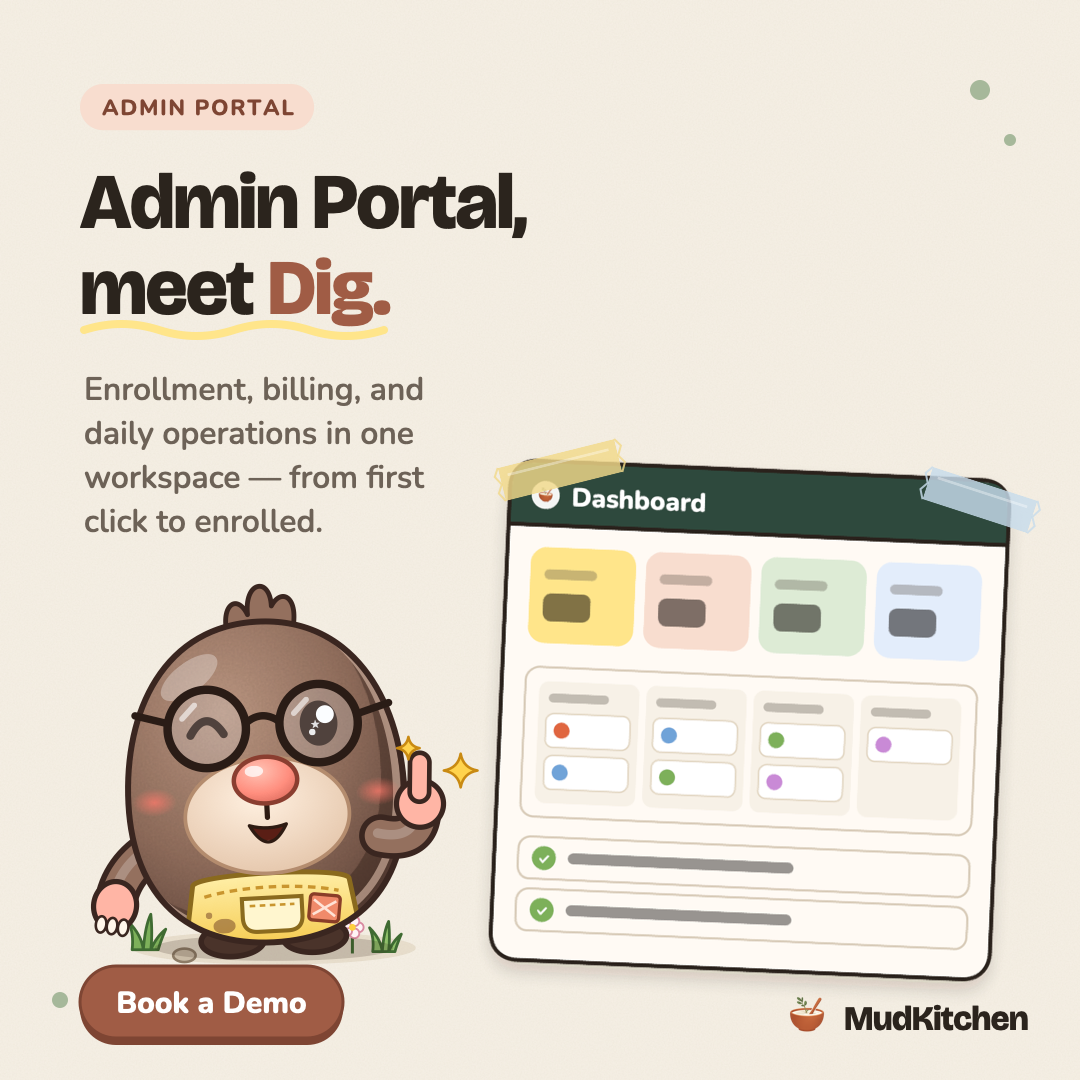 ADMIN PORTAL
Admin Portal,
meet Dig.
Enrollment, billing, and
daily operations in one
workspace — from first
click to enrolled.
Dashboard
Book a Demo
MudKitchen